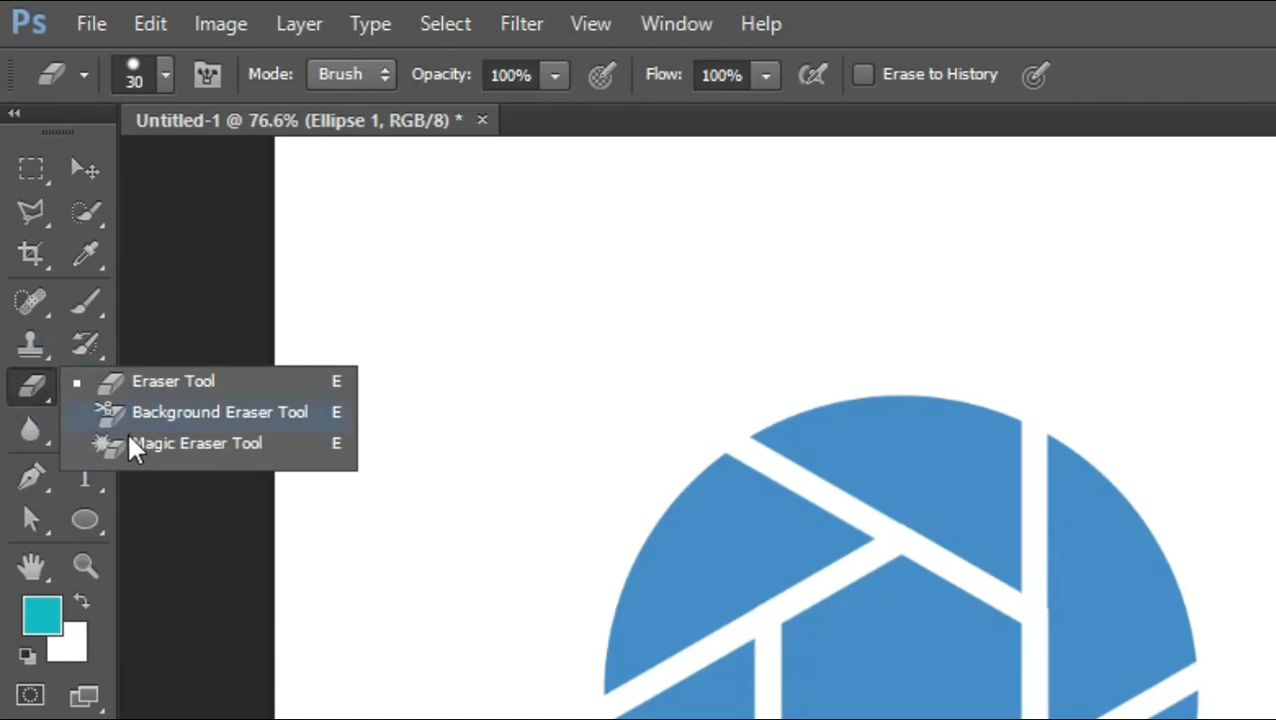 Ps File Edit Image Layer Type Select Filter View Window Help
30 Mode: Brush Opacity: 100% Flow: 100% Erase to History
Untitled-1 @ 76.6% (Ellipse 1, RGB/8) * ×
Eraser Tool E
Background Eraser Tool E
Magic Eraser Tool E